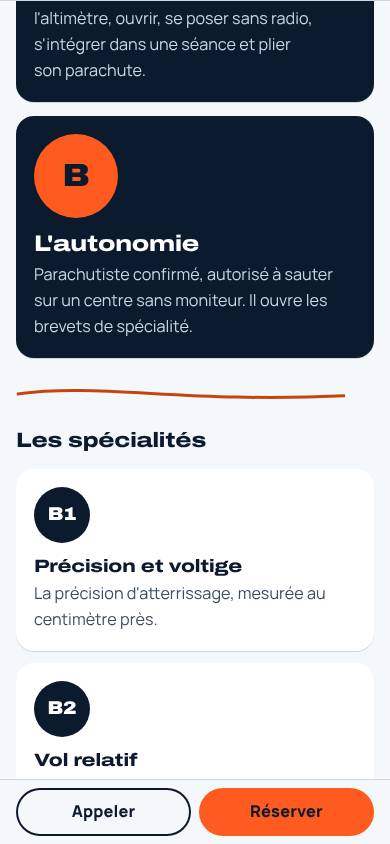 l'altimètre, ouvrir, se poser sans radio,
s'intégrer dans une séance et plier
son parachute.
B
L'autonomie
Parachutiste confirmé, autorisé à sauter
sur un centre sans moniteur. Il ouvre les
brevets de spécialité.
Les spécialités
B1
Précision et voltige
La précision d'atterrissage, mesurée au
centimètre près.
B2
Vol relatif
Appeler
Réserver